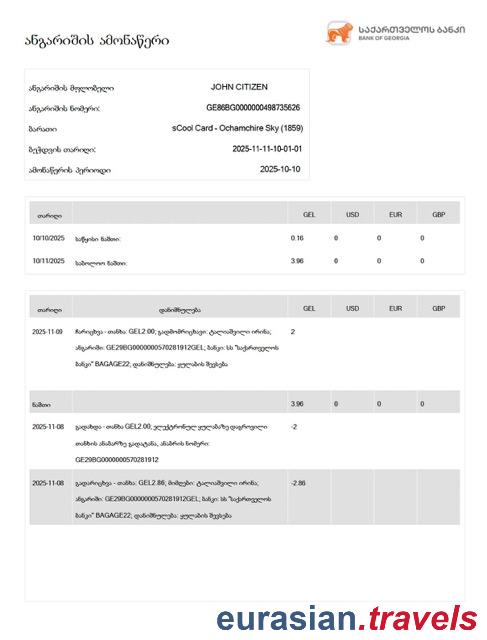 ანგარიშის ამონაწერი
საქართველოს ბანკი
BANK OF GEORGIA
ანგარიშის მფლობელი JOHN CITIZEN
ანგარიშის ნომერი: GE86BG0000000498735626
ბარათი sCool Card - Ochamchire Sky (1859)
ბეჭდვის თარიღი: 2025-11-11-10-01-01
ამონაწერის პერიოდი 2025-10-10
თარიღი GEL USD EUR GBP
10/10/2025 საწყისი ნაშთი: 0.16 0 0 0
10/11/2025 საბოლოო ნაშთი: 3.96 0 0 0
თარიღი დანიშნულება GEL USD EUR GBP
2025-11-09 ჩარიცხვა - თანხა: GEL2.00; გადმომრიცხავი: ტალიაშვილი ირინა; 2
ანგარიში: GE29BG0000000570281912GEL; ბანკი: სს "საქართველოს
ბანკი" BAGAGE22; დანიშნულება: ყულაბის შევსება
ნაშთი 3.96 0 0 0
2025-11-08 გადახდა - თანხა GEL2.00; ელექტრონულ ყულაბაზე დაგროვილი -2
თანხის ანაბარზე გადატანა, ანაბრის ნომერი:
GE29BG0000000570281912
2025-11-08 გადარიცხვა - თანხა: GEL2.86; მიმღები: ტალიაშვილი ირინა; -2.86
ანგარიში: GE29BG0000000570281912GEL; ბანკი: სს "საქართველოს
ბანკი" BAGAGE22; დანიშნულება: ყულაბის შევსება
eurasian.travels